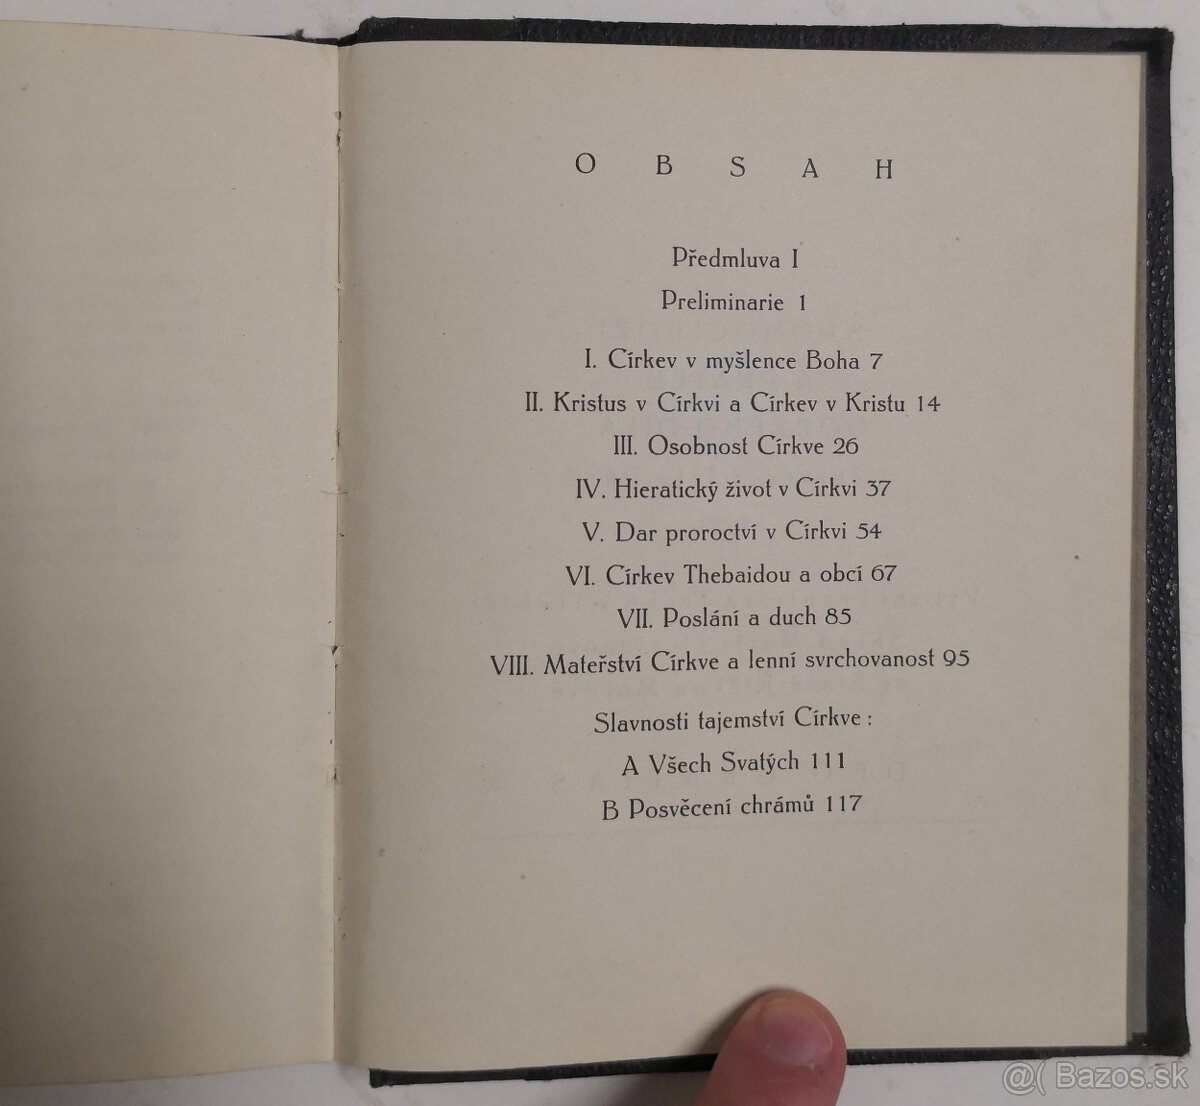 O B S A H
Předmluva I
Preliminarie 1
I. Církev v myšlence Boha 7
II. Kristus v Církvi a Církev v Kristu 14
III. Osobnost Církve 26
IV. Hieratický život v Církvi 37
V. Dar proroctví v Církvi 54
VI. Církev Thebaidou a obcí 67
VII. Poslání a duch 85
VIII. Mateřství Církve a lenní svrchovanost 95
Slavnosti tajemství Církve :
A Všech Svatých 111
B Posvěcení chrámů 117
@( Bazos.sk